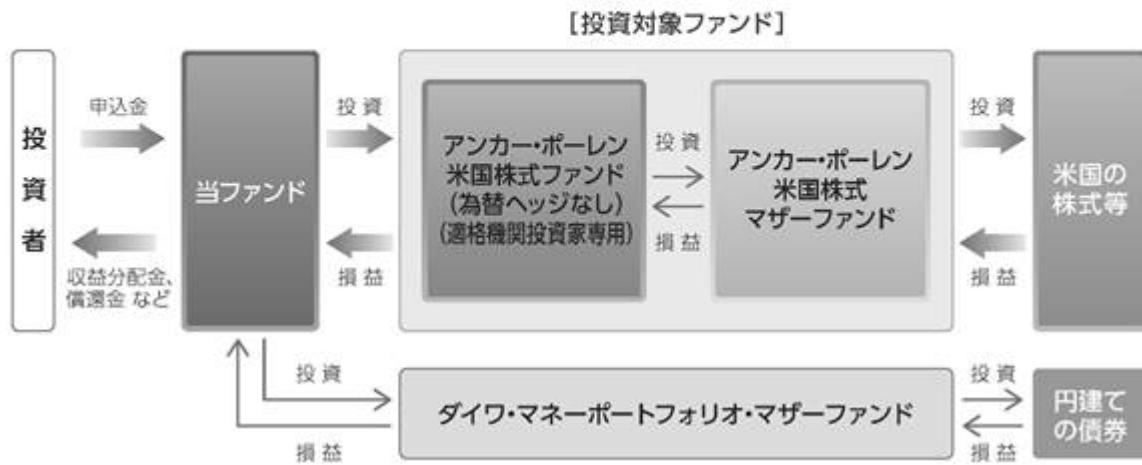 [投資対象ファンド]
投資者
申込金
収益分配金、
償還金 など
当ファンド
投資
損益
アンカー・ポーレン
米国株式ファンド
(為替ヘッジなし)
(適格機関投資家専用)
投資
損益
アンカー・ポーレン
米国株式
マザーファンド
投資
損益
米国の
株式等
投資
損益
ダイワ・マネーポートフォリオ・マザーファンド
投資
損益
円建て
の債券